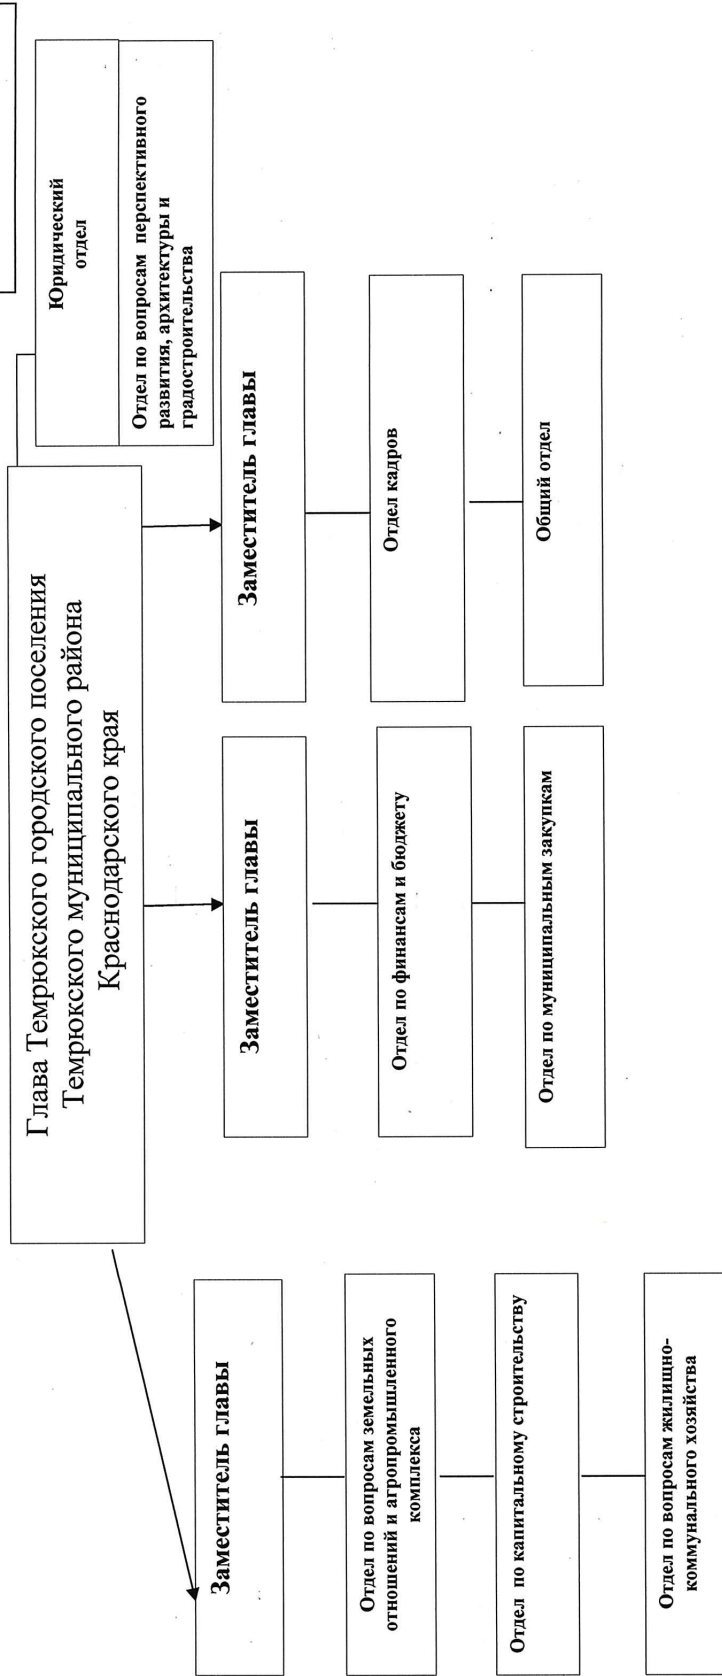 Глава Темрюкского городского поселения
Темрюкского муниципального района
Краснодарского края
Юридический
отдел
Отдел по вопросам перспективного
развития, архитектуры и
градостроительства
Заместитель главы
Отдел по вопросам земельных
отношений и агропромышленного
комплекса
Отдел по капитальному строительству
Отдел по вопросам жилищно-
коммунального хозяйства
Заместитель главы
Отдел по финансам и бюджету
Отдел по муниципальным закупкам
Заместитель главы
Отдел кадров
Общий отдел